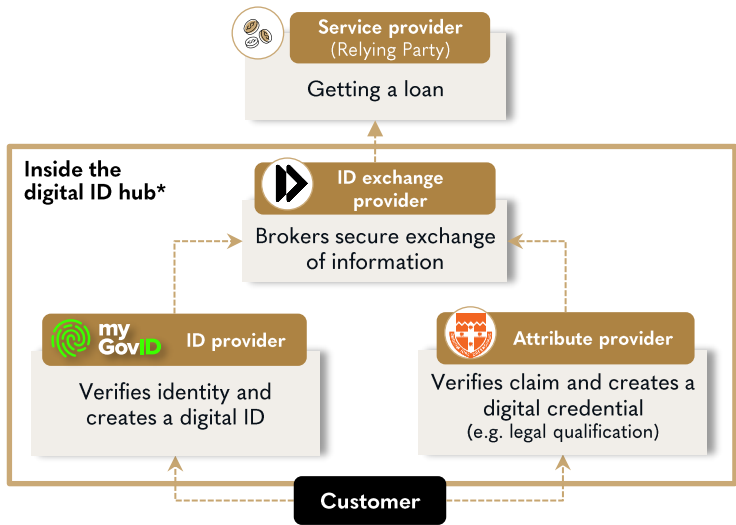 Service provider
(Relying Party)
Getting a loan
Inside the
digital ID hub*
ID exchange
provider
Brokers secure exchange
of information
my
GovID
ID provider
Verifies identity and
creates a digital ID
Attribute provider
Verifies claim and creates a
digital credential
(e.g. legal qualification)
Customer